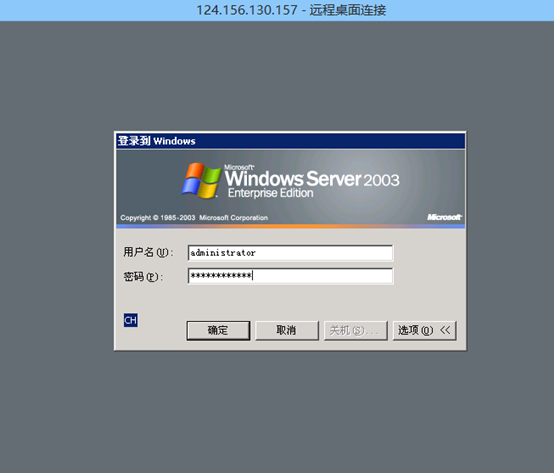 124.156.130.157 - 远程桌面连接
登录到 Windows
Microsoft
Windows Server 2003
Enterprise Edition
Copyright © 1985-2003 Microsoft Corporation
Microsoft
用户名(U):
administrator
密码(P):
************
CH
确定
取消
关机(S)...
选项(O) <<